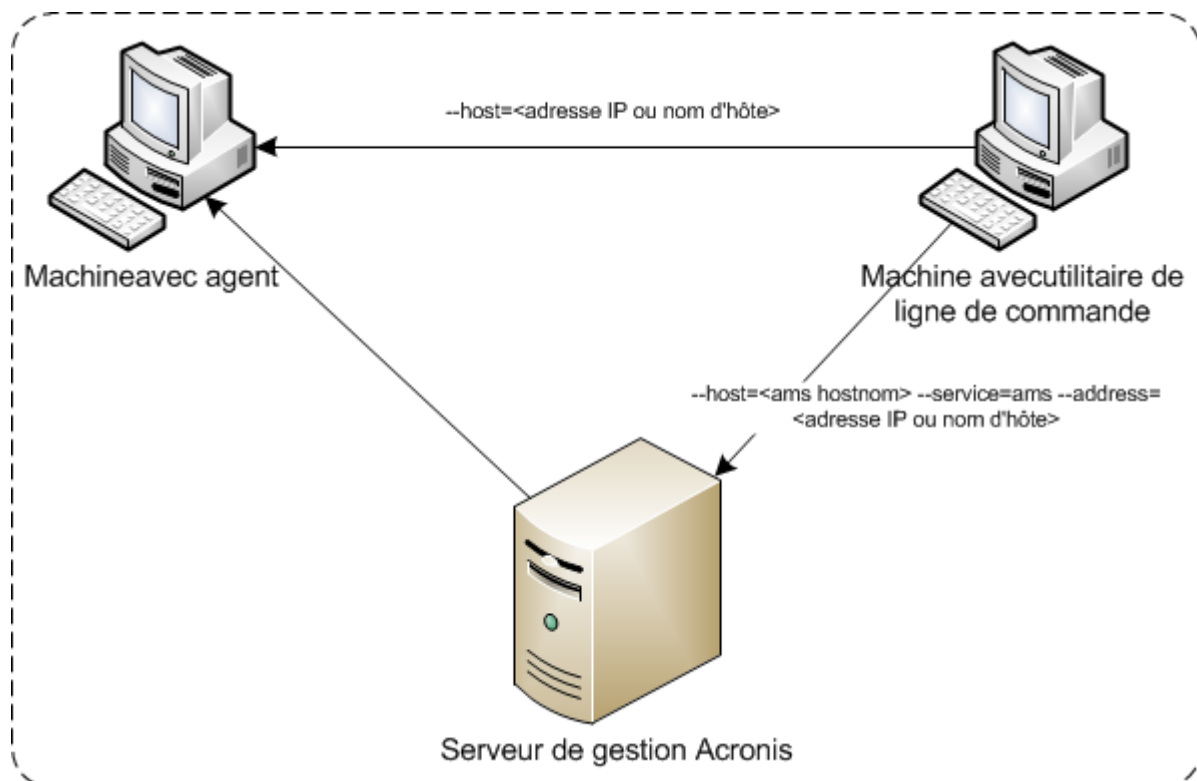 --host=<adresse IP ou nom d'hôte>
Machineavec agent
Machine avecutilitaire de
ligne de commande
--host=<ams hostnom> --service=ams --address=
<adresse IP ou nom d'hôte>
Serveur de gestion Acronis